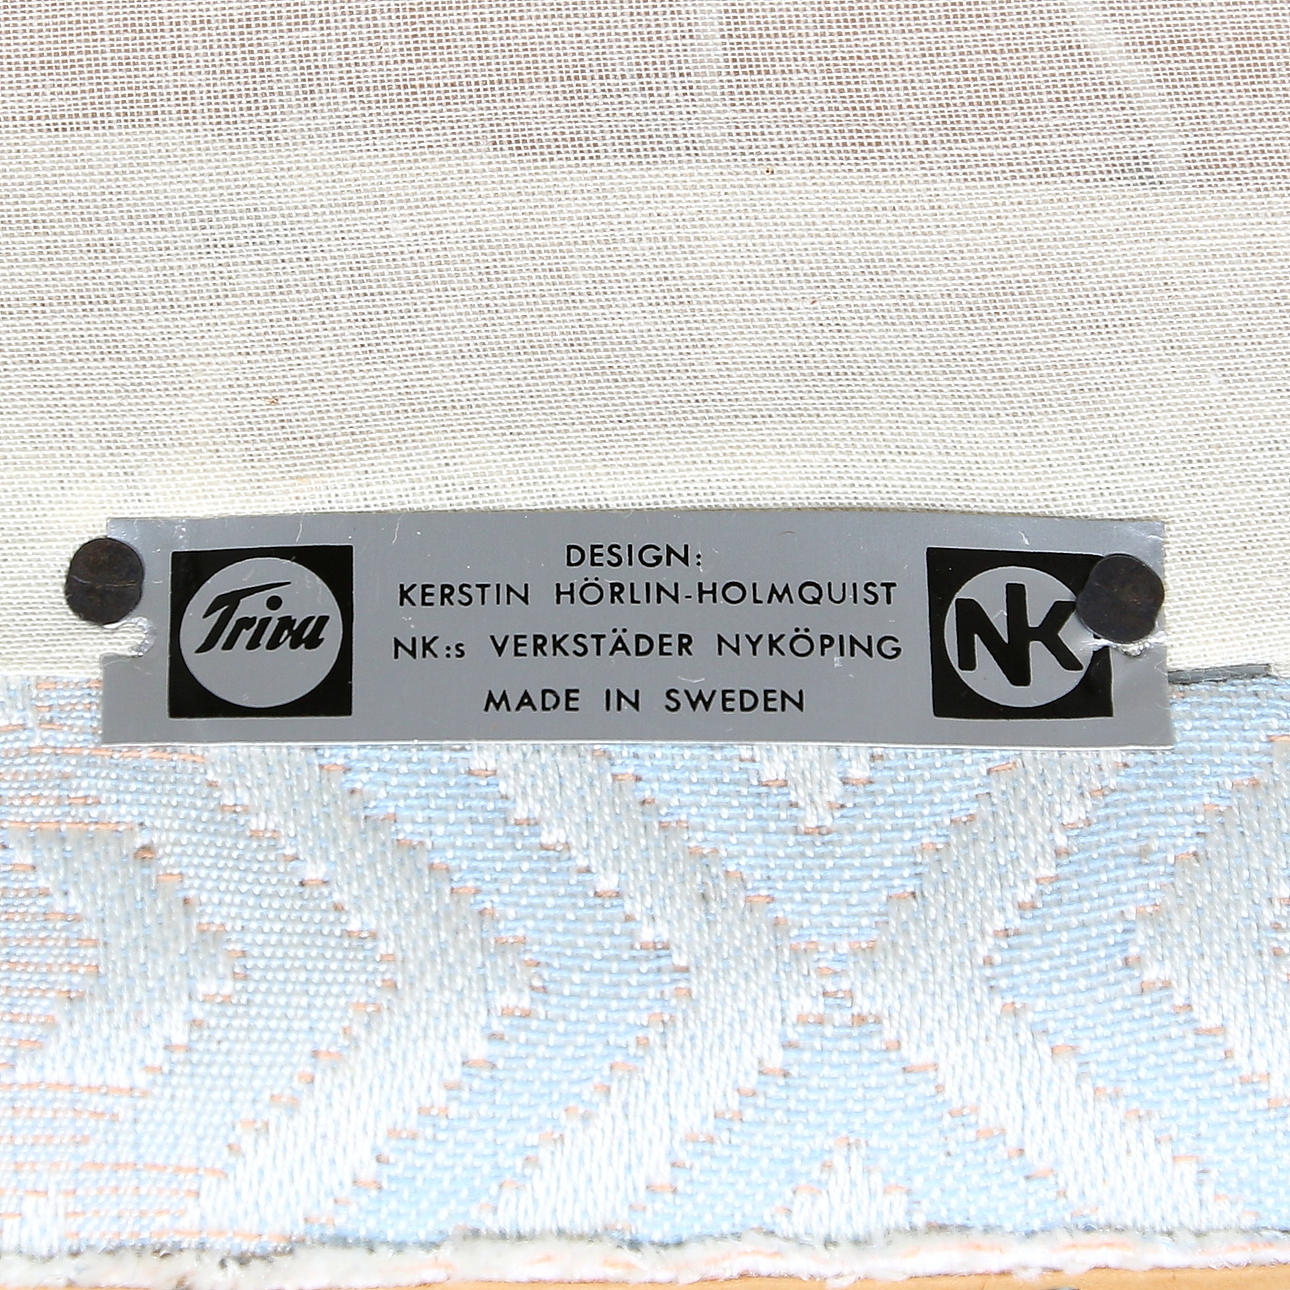 Triva
DESIGN:
KERSTIN HÖRLIN-HOLMQUIST
NK:s VERKSTÄDER NYKÖPING
MADE IN SWEDEN
NK